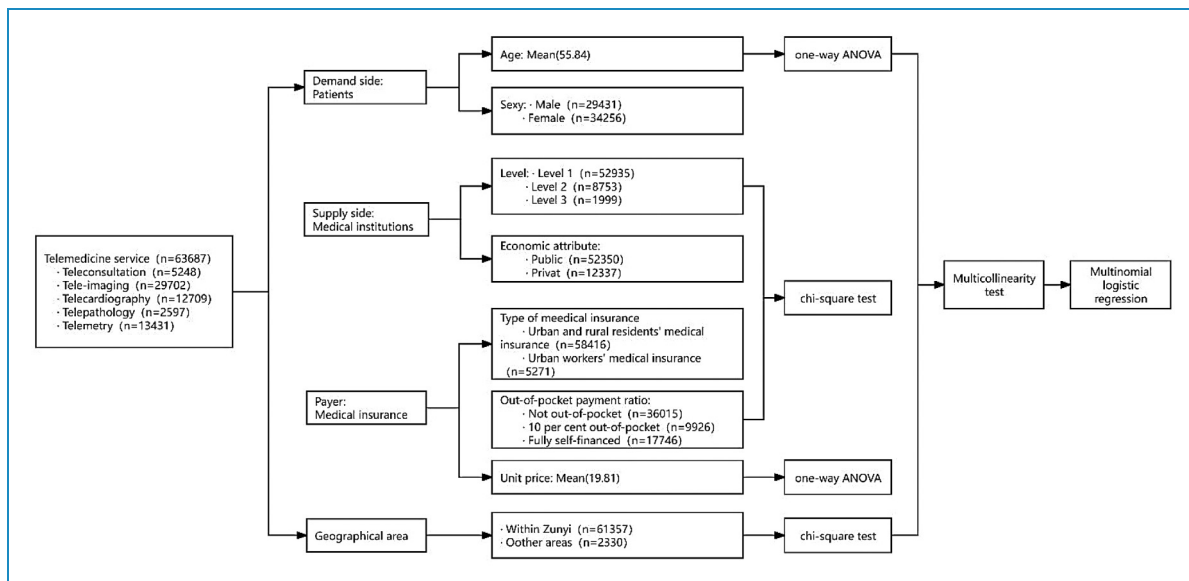 Telemedicine service (n=63687)
· Teleconsultation (n=5248)
· Tele-imaging (n=29702)
· Telecardiography (n=12709)
· Telepathology (n=2597)
· Telemetry (n=13431)
Demand side:
Patients
Supply side:
Medical institutions
Payer:
Medical insurance
Geographical area
Age: Mean(55.84)
Sexy: · Male (n=29431)
· Female (n=34256)
Level: · Level 1 (n=52935)
· Level 2 (n=8753)
· Level 3 (n=1999)
Economic attribute:
· Public (n=52350)
· Privat (n=12337)
Type of meedical insurance
· Urban and rural residents' medical
insurance (n=58416)
· Urban workers’ medical insurance
(n=5271)
Out-of-pocket payment ratio:
· Not out-of-pocket (n=36015)
· 10 per cent out-of-pocket (n=9926)
· Fully self-financed (n=17746)
Unit price: Mean(19.81)
· Within Zunyi (n=61357)
· Oother areas (n=2330)
one-way ANOVA
chi-square test
one-way ANOVA
chi-square test
Multicollinearity
test
Multinomial
logistic
regression